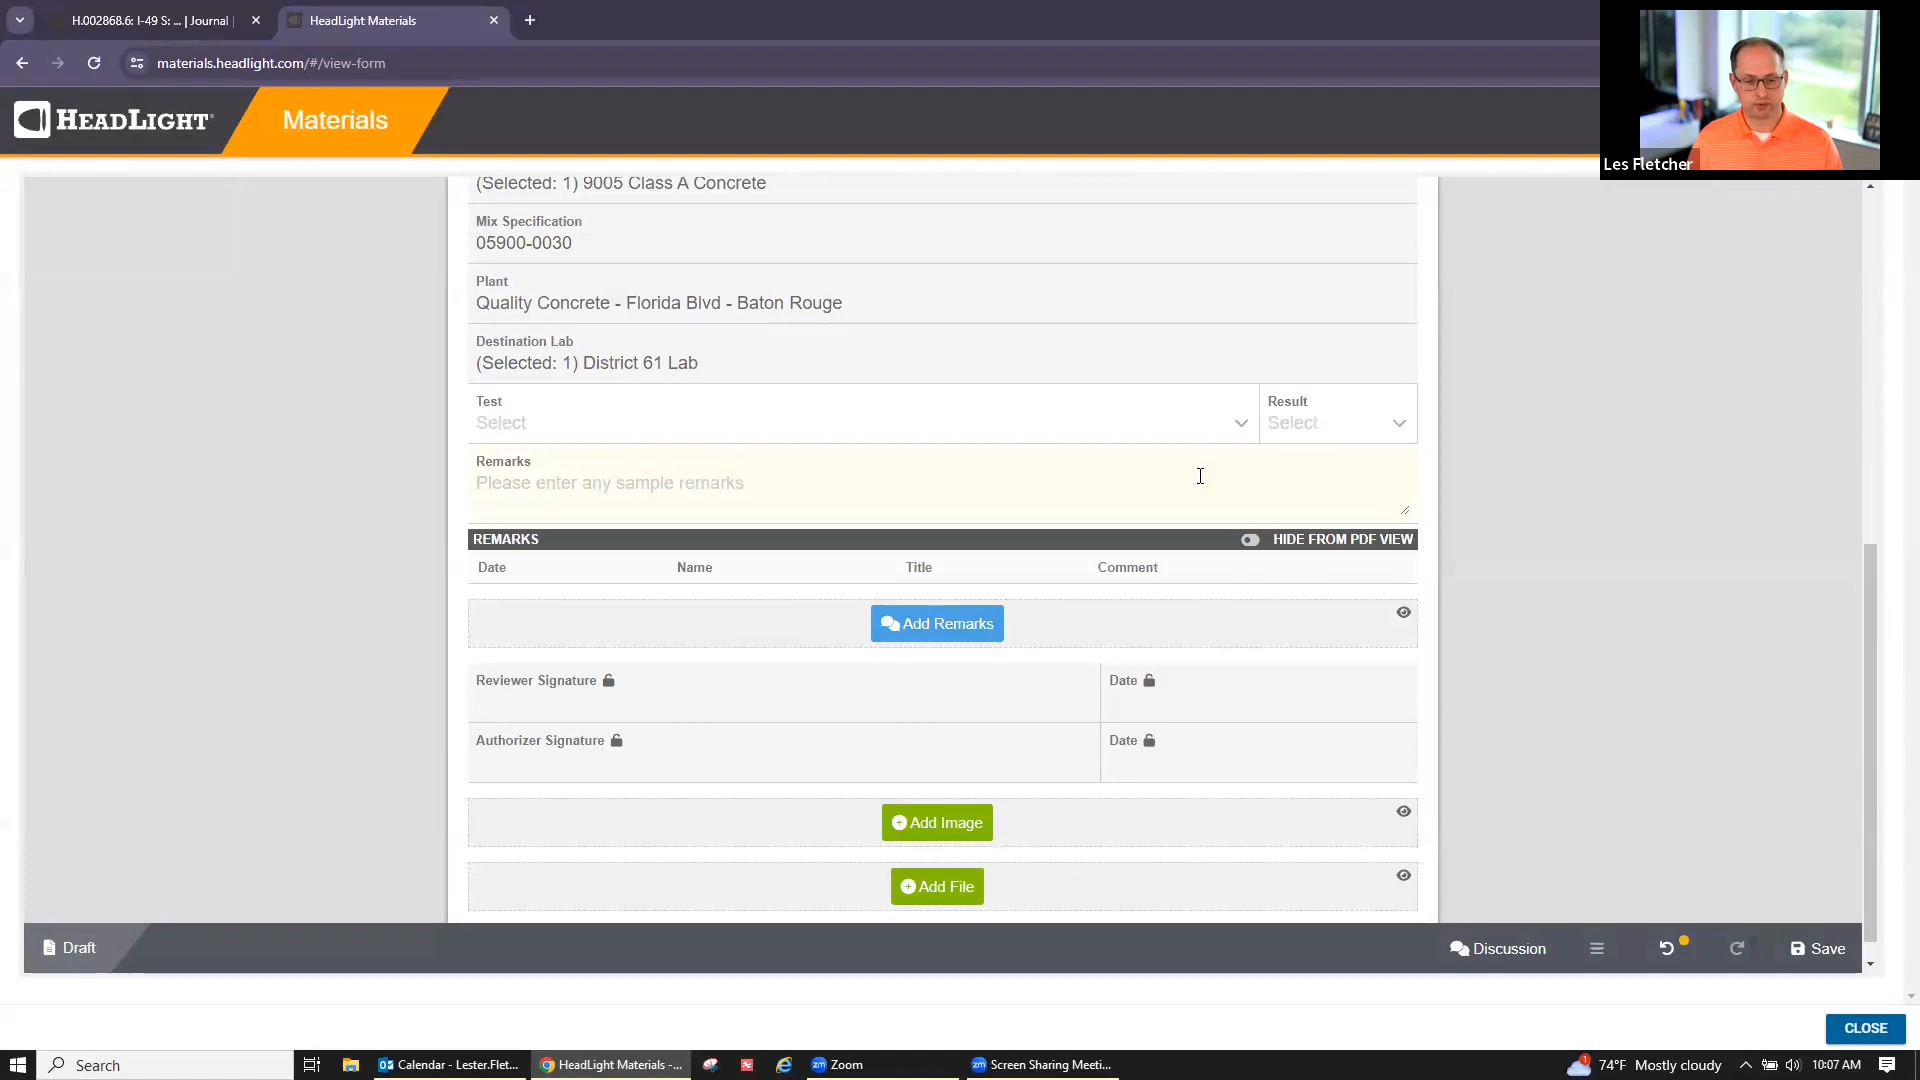 H.002868.6: I-49 S: ... | Journal
HeadLight Materials
materials.headlight.com/#/view-form
HEADLIGHT
Materials
Les Fletcher
(Selected: 1) 9005 Class A Concrete
Mix Specification
05900-0030
Plant
Quality Concrete - Florida Blvd - Baton Rouge
Destination Lab
(Selected: 1) District 61 Lab
Test
Select
Result
Select
Remarks
Please enter any sample remarks
REMARKS
HIDE FROM PDF VIEW
Date Name Title Comment
Add Remarks
Reviewer Signature
Date
Authorizer Signature
Date
Add Image
Add File
Draft
Discussion
Save
CLOSE
Search
Calendar - Lester.Flet...
HeadLight Materials -...
Zoom
Screen Sharing Meeti...
1
74°F Mostly cloudy
10:07 AM